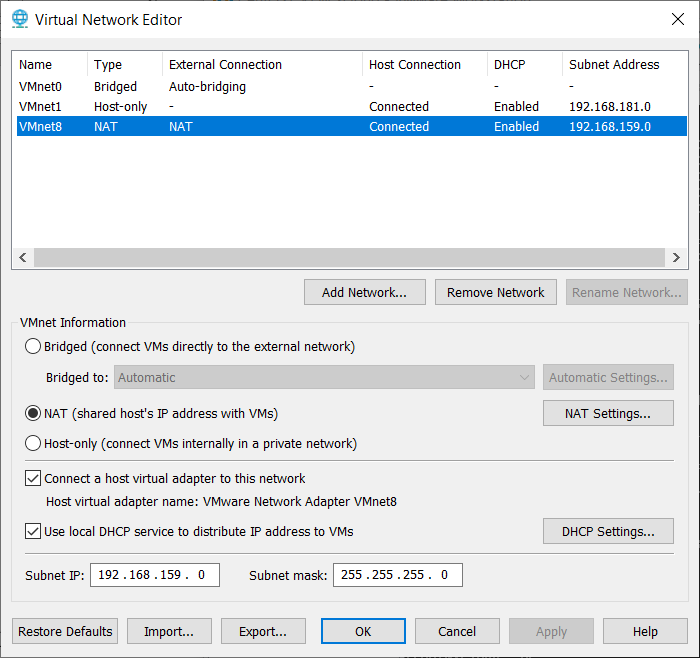 Virtual Network Editor
Name Type External Connection Host Connection DHCP Subnet Address
VMnet0 Bridged Auto-bridging - - -
VMnet1 Host-only - Connected Enabled 192.168.181.0
VMnet8 NAT NAT Connected Enabled 192.168.159.0
Add Network... Remove Network Rename Network...
VMnet Information
Bridged (connect VMs directly to the external network)
Bridged to: Automatic Automatic Settings...
NAT (shared host's IP address with VMs) NAT Settings...
Host-only (connect VMs internally in a private network)
Connect a host virtual adapter to this network
Host virtual adapter name: VMware Network Adapter VMnet8
Use local DHCP service to distribute IP address to VMs DHCP Settings...
Subnet IP: 192 . 168 . 159 . 0 Subnet mask: 255 . 255 . 255 . 0
Restore Defaults Import... Export... OK Cancel Apply Help